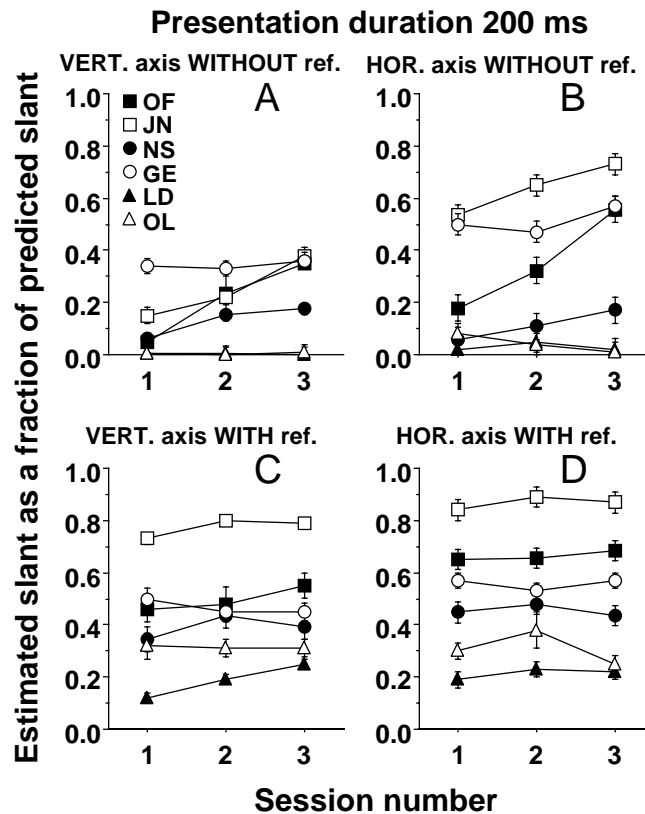 Presentation duration 200 ms
VERT. axis WITHOUT ref.
HOR. axis WITHOUT ref.
A
B
1.0
0.8
0.6
0.4
0.2
0.0
OF
JN
NS
GE
LD
OL
1 2 3
1.0
0.8
0.6
0.4
0.2
0.0
1 2 3
VERT. axis WITH ref.
HOR. axis WITH ref.
C
D
1.0
0.8
0.6
0.4
0.2
0.0
1 2 3
1.0
0.8
0.6
0.4
0.2
0.0
1 2 3
Estimated slant as a fraction of predicted slant
Session number